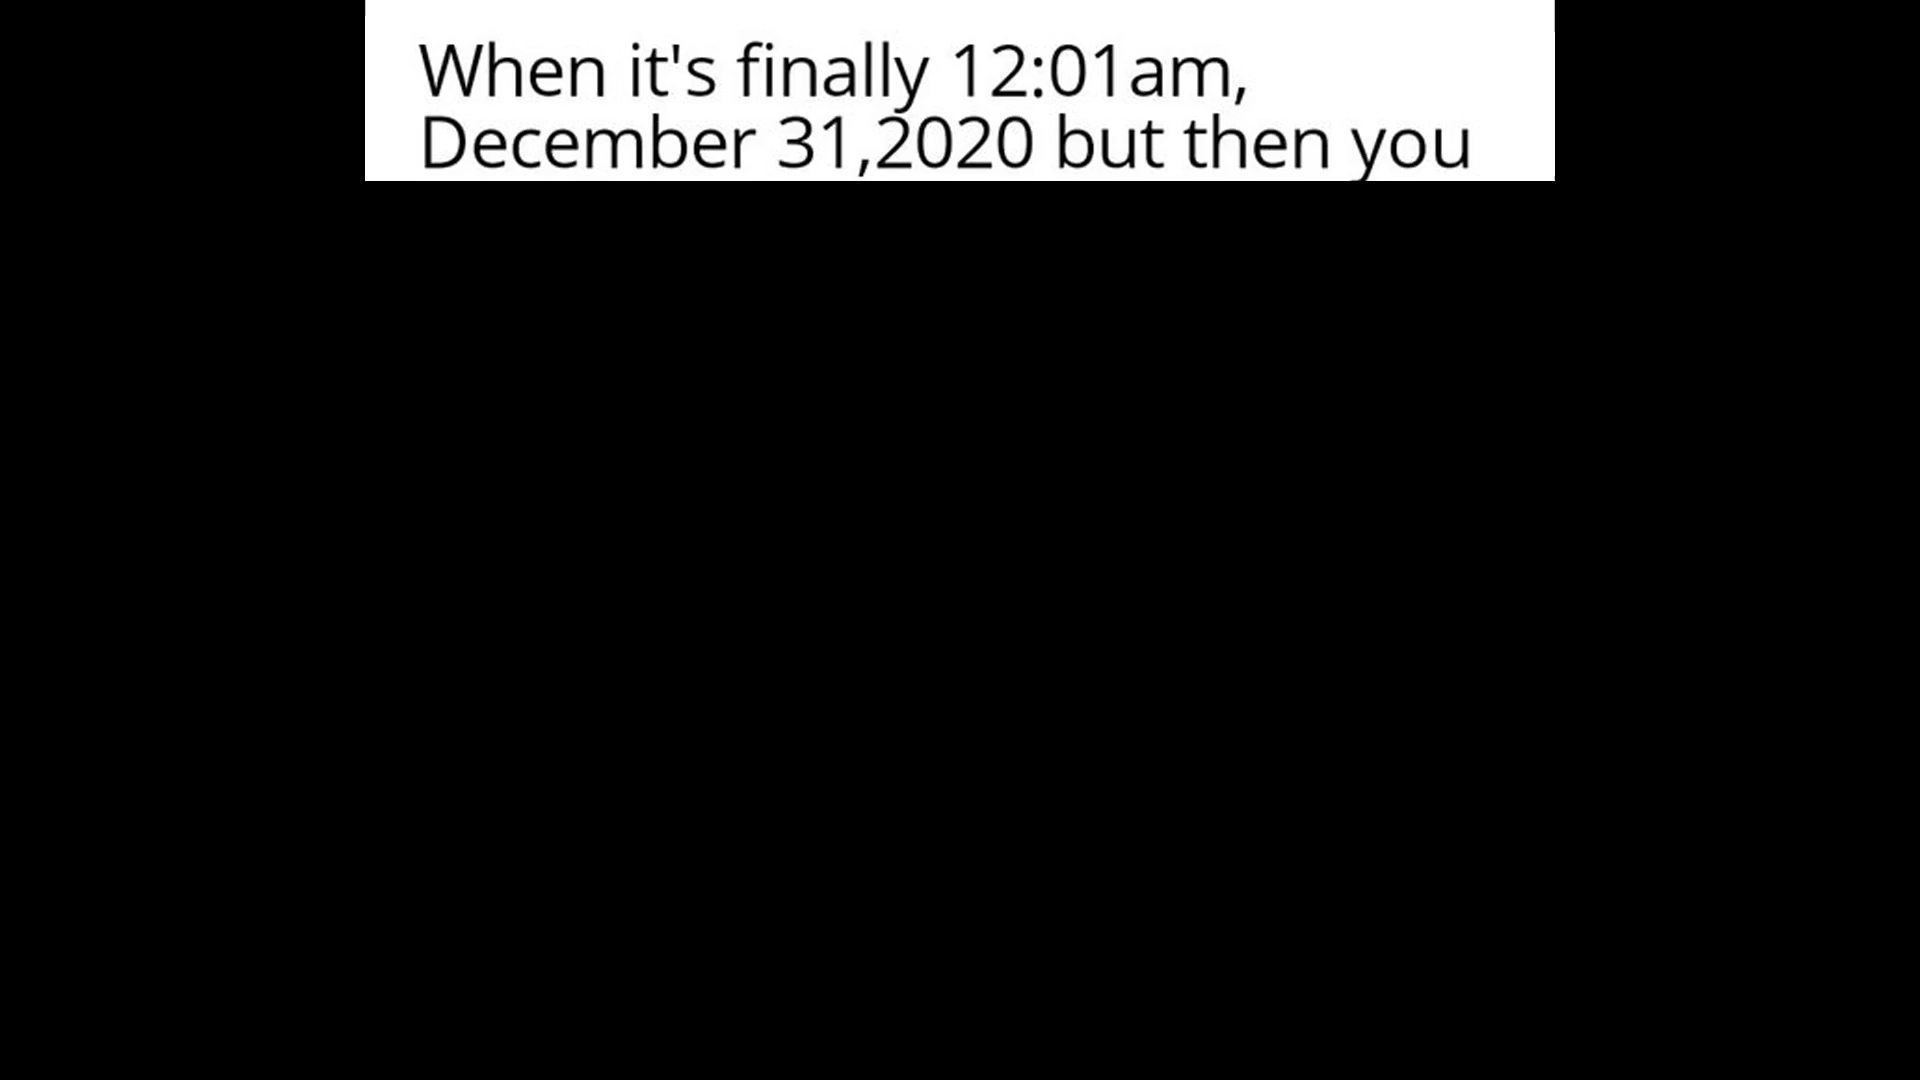 When it's finally 12:01am,
December 31,2020 but then you